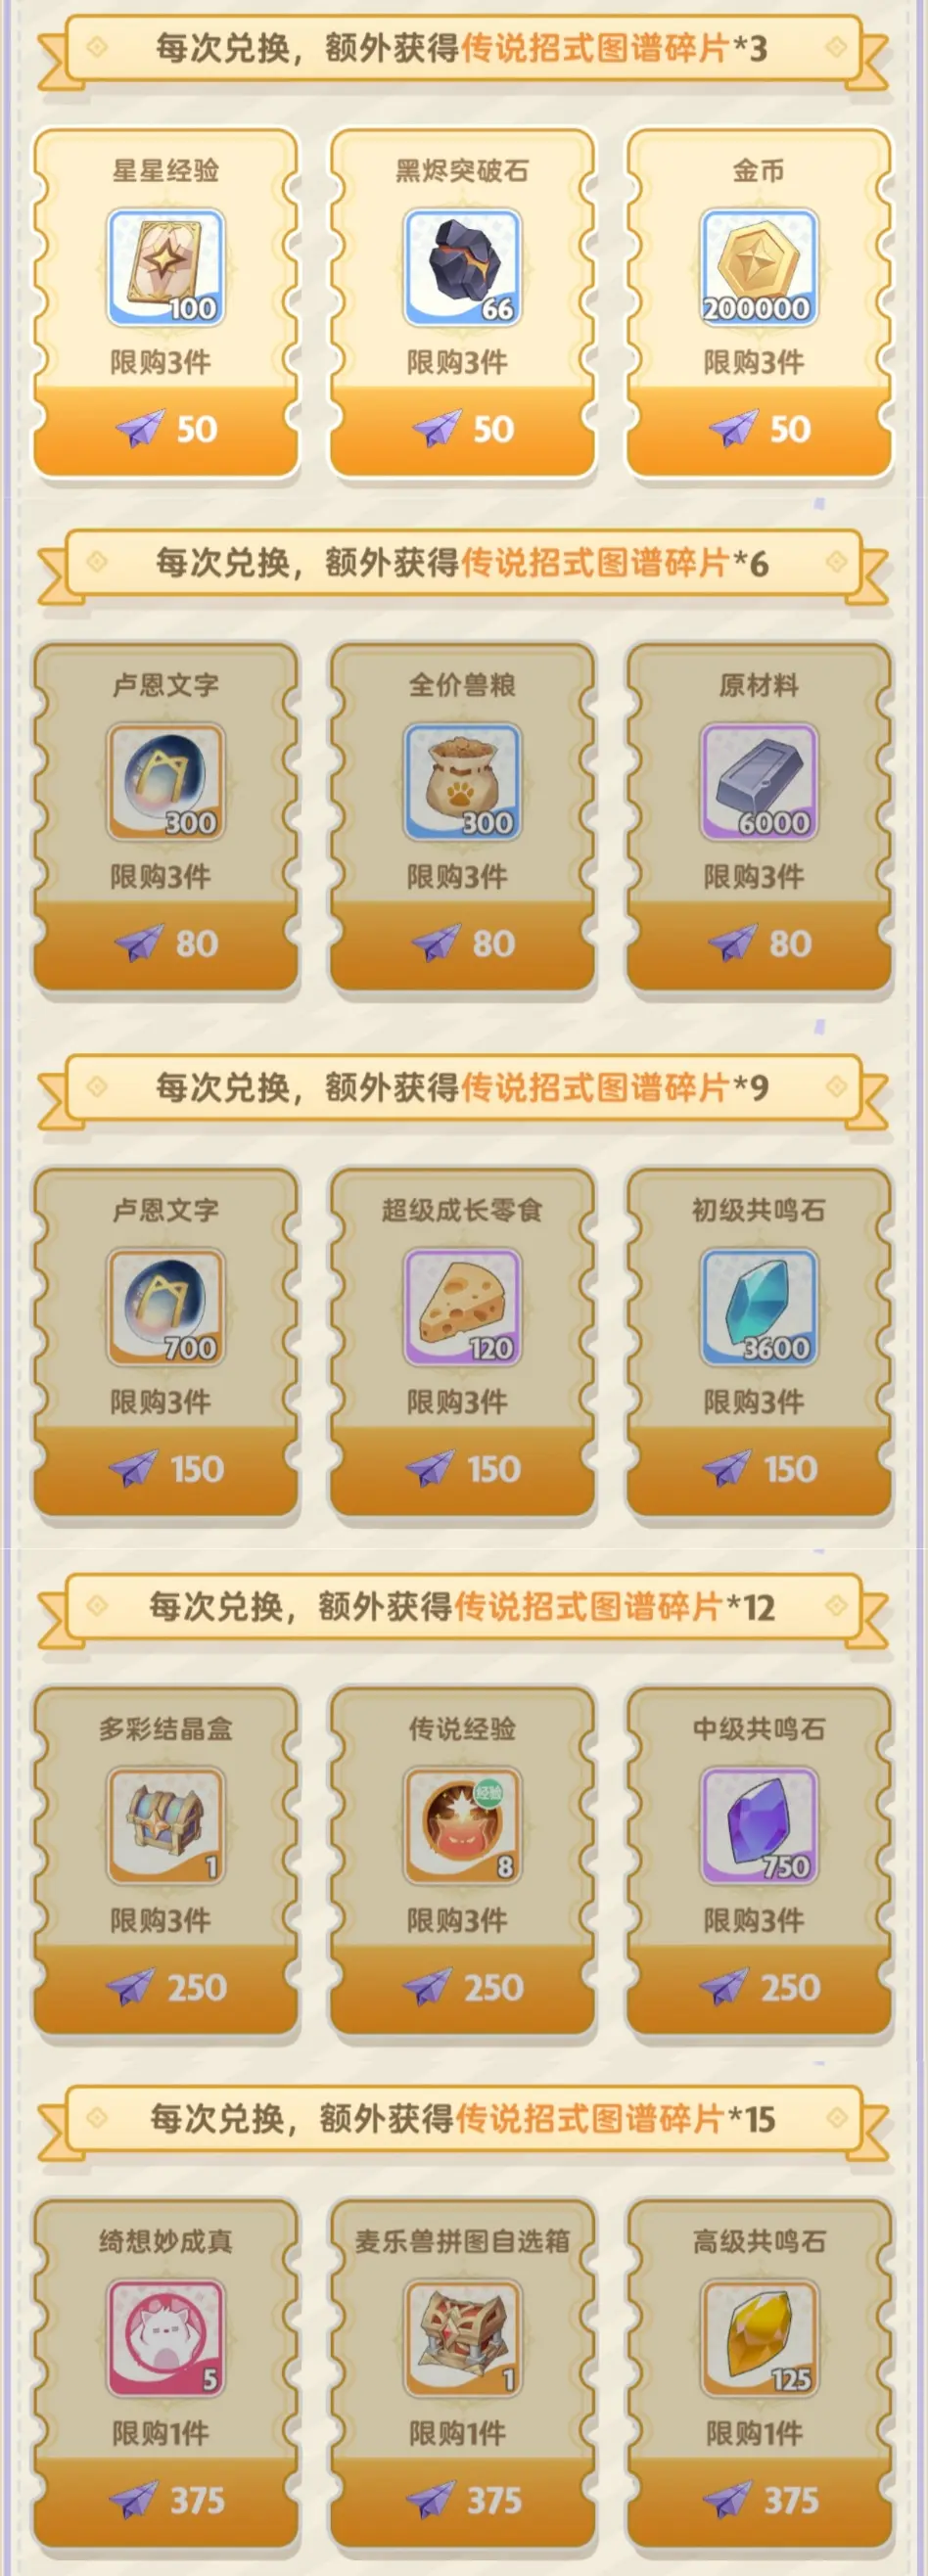 每次兑换，额外获得传说招式图谱碎片*3
星星经验 黑烬突破石 金币
100 66 200000
限购3件 限购3件 限购3件
50 50 50
每次兑换，额外获得传说招式图谱碎片*6
卢恩文字 全价兽粮 原材料
300 300 6000
限购3件 限购3件 限购3件
80 80 80
每次兑换，额外获得传说招式图谱碎片*9
卢恩文字 超级成长零食 初级共鸣石
700 120 3600
限购3件 限购3件 限购3件
150 150 150
每次兑换，额外获得传说招式图谱碎片*12
多彩结晶盒 传说经验 中级共鸣石
经验
1 8 750
限购3件 限购3件 限购3件
250 250 250
每次兑换，额外获得传说招式图谱碎片*15
绮想妙成真 麦乐兽拼图自选箱 高级共鸣石
5 1 125
限购1件 限购1件 限购1件
375 375 375